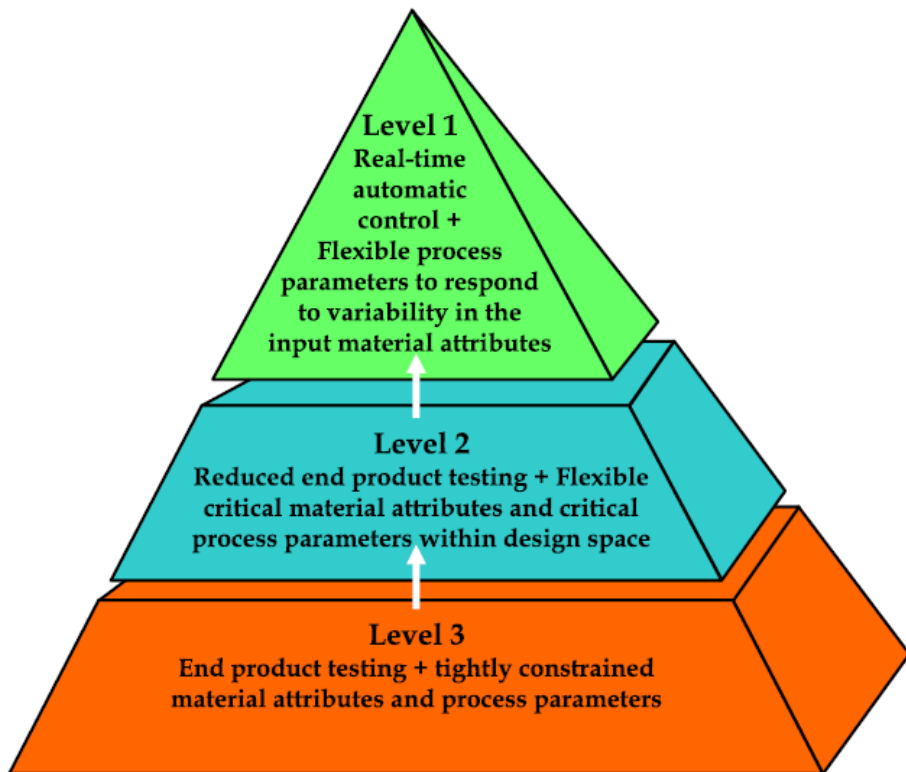 Level 1
Real-time
automatic
control +
Flexible process
parameters to respond
to variability in the
input material attributes
Level 2
Reduced end product testing + Flexible
critical material attributes and critical
process parameters within design space
Level 3
End product testing + tightly constrained
material attributes and process parameters